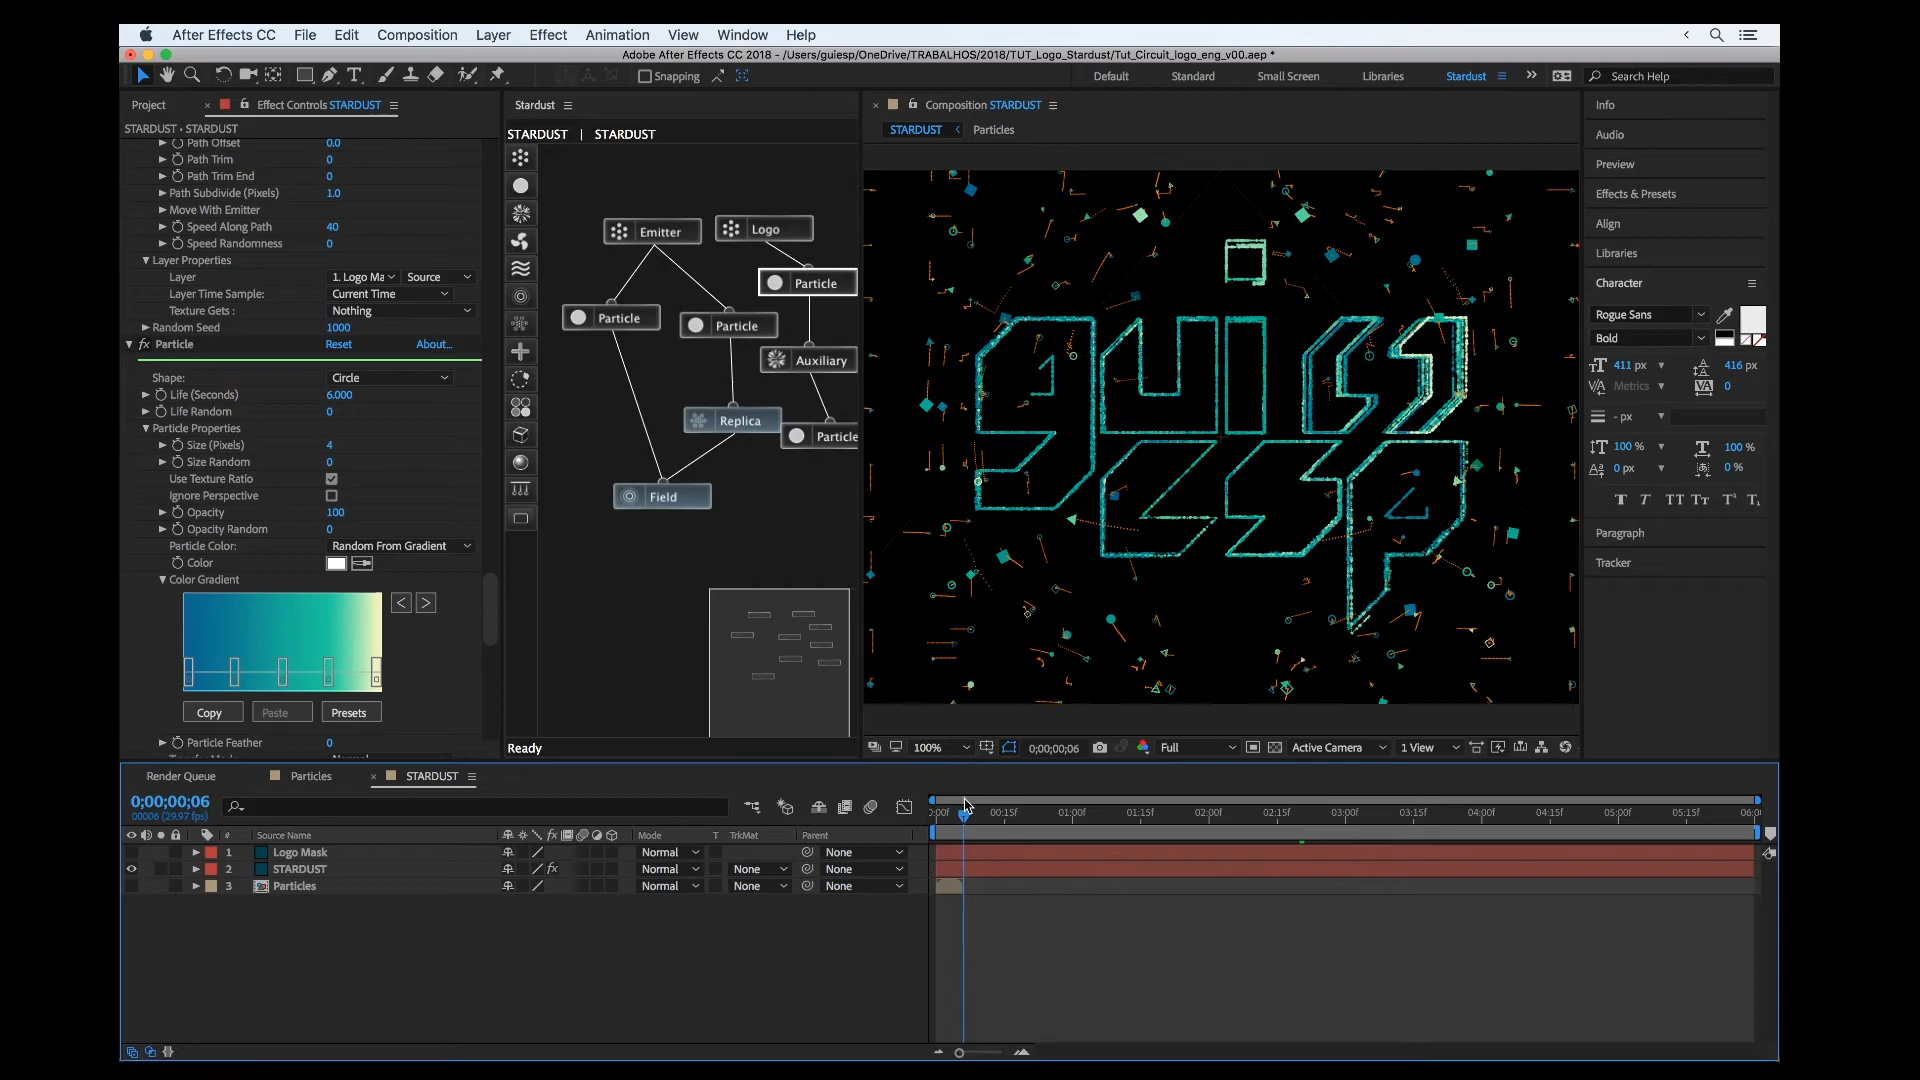 After Effects CC File Edit Composition Layer Effect Animation View Window Help
Adobe After Effects CC 2018 - /Users/guiesp/OneDrive/TRABALHOS/2018/TUT_Logo_Stardust/Tut_Circuit_logo_eng_v00.aep *
Snapping Default Standard Small Screen Libraries Stardust Search Help
Project Effect Controls STARDUST
STARDUST • STARDUST
Path Offset 0.0
Path Trim 0
Path Trim End 0
Path Subdivide (Pixels) 1.0
Move With Emitter
Speed Along Path 40
Speed Randomness 0
Layer Properties
Layer 1. Logo Ma Source
Layer Time Sample: Current Time
Texture Gets : Nothing
Random Seed 1000
fx Particle Reset About...
Shape: Circle
Life (Seconds) 6.000
Life Random 0
Particle Properties
Size (Pixels) 4
Size Random 0
Use Texture Ratio
Ignore Perspective
Opacity 100
Opacity Random 0
Particle Color: Random From Gradient
Color
Color Gradient
< >
Copy Paste Presets
Particle Feather 0
Stardust
STARDUST | STARDUST
Emitter Logo
Particle
Particle Particle
Auxiliary
Replica Particle
Field
Ready
Composition STARDUST
STARDUST Particles
100% 0;00;00;06 Full Active Camera 1 View
Info
Audio
Preview
Effects & Presets
Align
Libraries
Character
Rogue Sans
Bold
411 px 416 px
Metrics 0
- px
100 % 100 %
0 px 0 %
Paragraph
Tracker
Render Queue Particles STARDUST
0;00;00;06
00006 (29.97 fps)
# Source Name fx Mode T TrkMat Parent
1 Logo Mask Normal None
2 STARDUST fx Normal None None
3 Particles Normal None None
00:15f 01:00f 01:15f 02:00f 02:15f 03:00f 03:15f 04:00f 04:15f 05:00f 05:15f